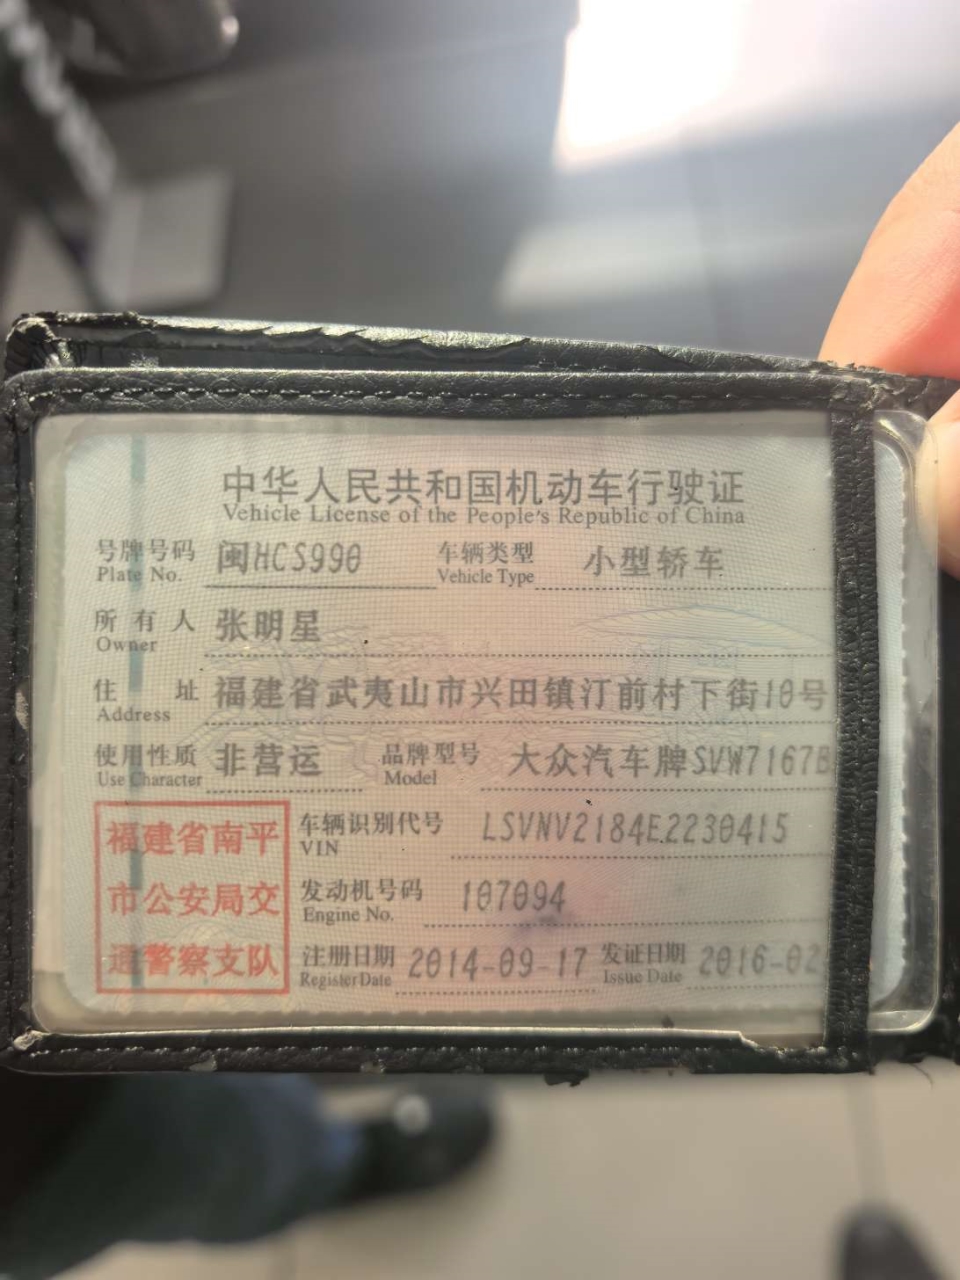 中华人民共和国机动车行驶证
Vehicle License of the People's Republic of China
号牌号码 闽HCS990 车辆类型 小型轿车
Plate No. Vehicle Type
所有人 张明星
Owner
住址 福建省武夷山市兴田镇汀前村下街10号
Address
使用性质 非营运 品牌型号 大众汽车牌SVW7167B
Use Character Model
福建省南平
市公安局交
通警察支队
车辆识别代号 LSVNV2184E2230415
VIN
发动机号码 107094
Engine No.
注册日期 2014-09-17 发证日期 2016-02
Register Date Issue Date